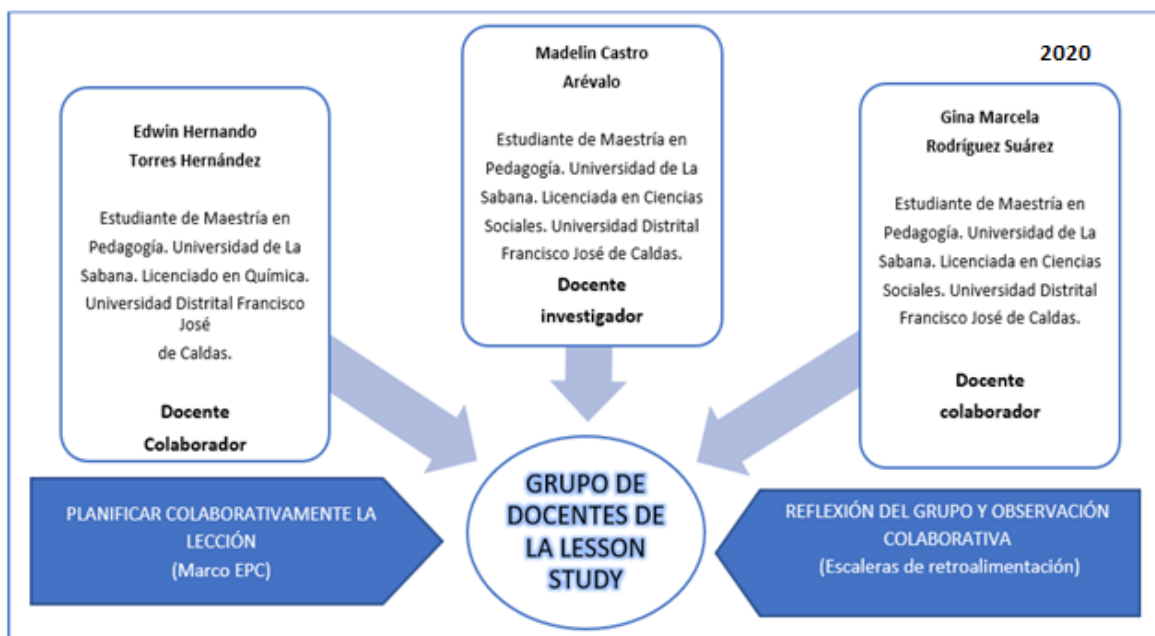 2020
Edwin Hernando
Torres Hernández
Estudiante de Maestría en
Pedagogía. Universidad de La
Sabana. Licenciado en Química.
Universidad Distrital Francisco
José
de Caldas.
Docente
Colaborador
Madelin Castro
Arévalo
Estudiante de Maestría en
Pedagogía. Universidad de La
Sabana. Licenciada en Ciencias
Sociales. Universidad Distrital
Francisco José de Caldas.
Docente
investigador
Gina Marcela
Rodríguez Suárez
Estudiante de Maestría en
Pedagogía. Universidad de La
Sabana. Licenciada en Ciencias
Sociales. Universidad Distrital
Francisco José de Caldas.
Docente
colaborador
PLANIFICAR COLABORATIVAMENTE LA
LECCIÓN
(Marco EPC)
GRUPO DE
DOCENTES DE
LA LESSON
STUDY
REFLEXIÓN DEL GRUPO Y OBSERVACIÓN
COLABORATIVA
(Escaleras de retroalimentación)